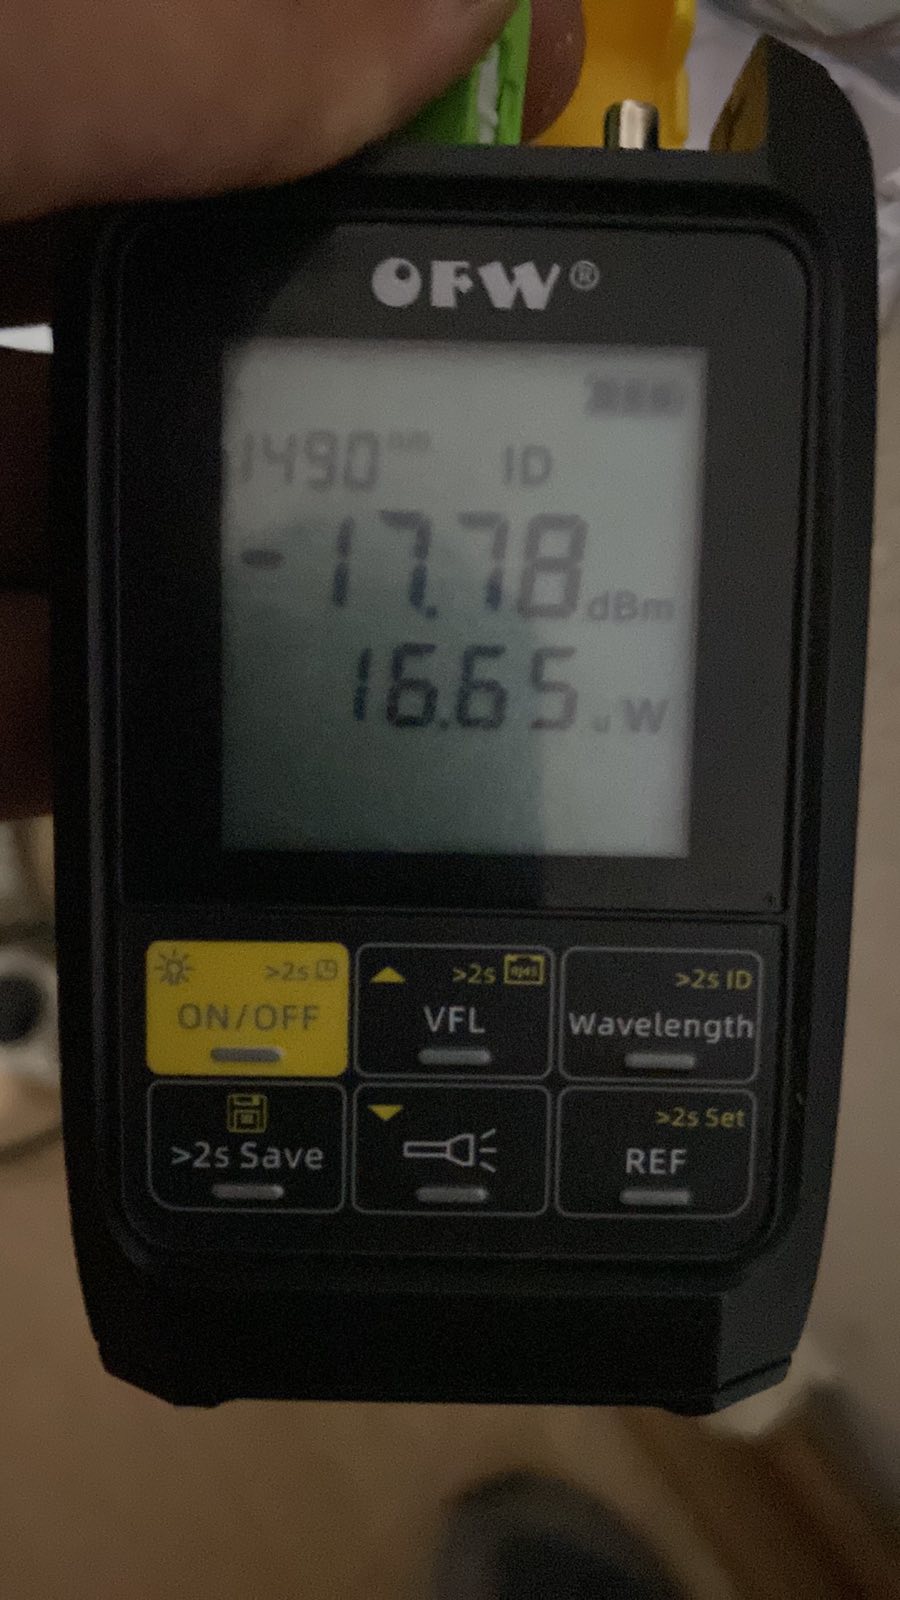 OFW®
1490nm ID
-17.78dBm
16.65uW
>2s
ON/OFF
>2s RJ45
VFL
>2s ID
Wavelength
>2s Save
>2s Set
REF